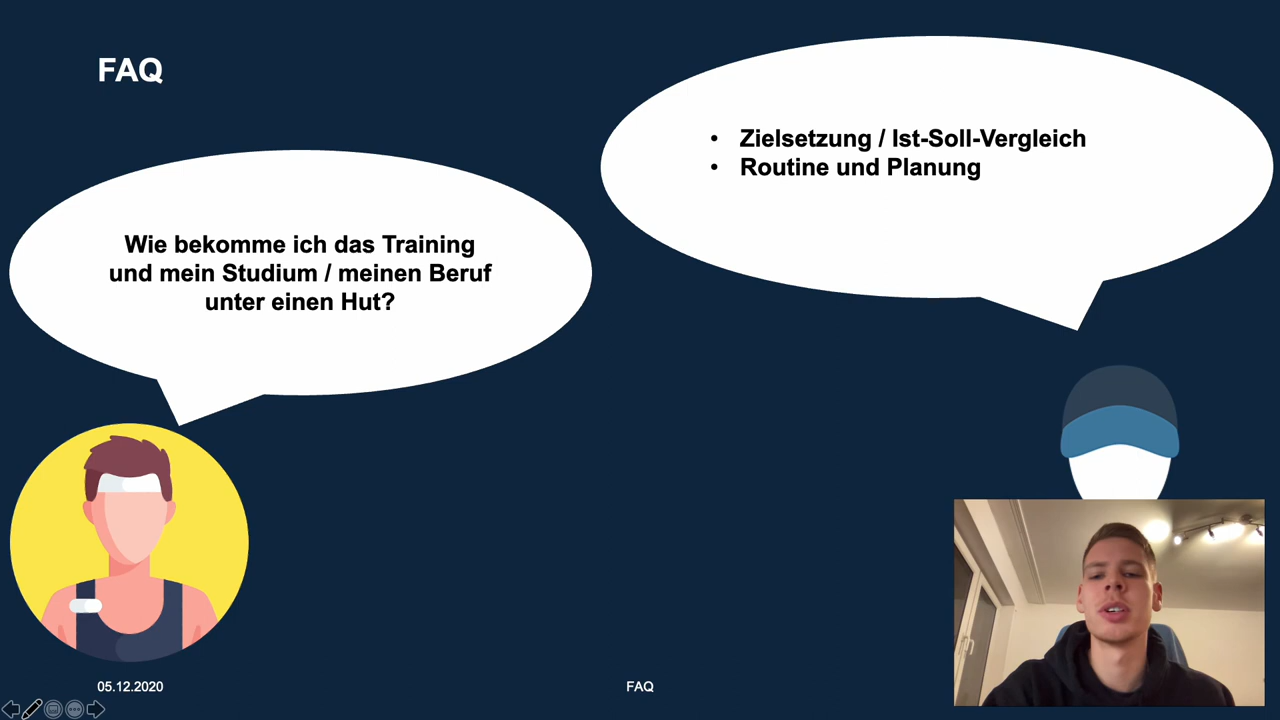 FAQ
• Zielsetzung / Ist-Soll-Vergleich
• Routine und Planung
Wie bekomme ich das Training
und mein Studium / meinen Beruf
unter einen Hut?
05.12.2020
FAQ